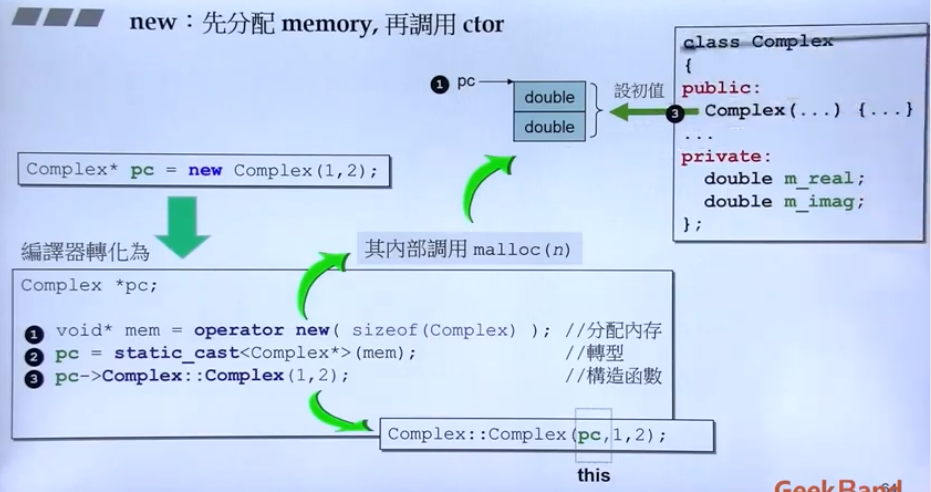 new：先分配 memory, 再調用 ctor
class Complex
{
public:
Complex(...) {...}
...
private:
double m_real;
double m_imag;
};
1 pc
double
double
設初值
3
Complex* pc = new Complex(1,2);
編譯器轉化為
其內部調用 malloc(n)
Complex *pc;
1 void* mem = operator new( sizeof(Complex) ); //分配內存
2 pc = static_cast<Complex*>(mem); //轉型
3 pc->Complex::Complex(1,2); //構造函數
Complex::Complex(pc,1,2);
this
GeekBand
64